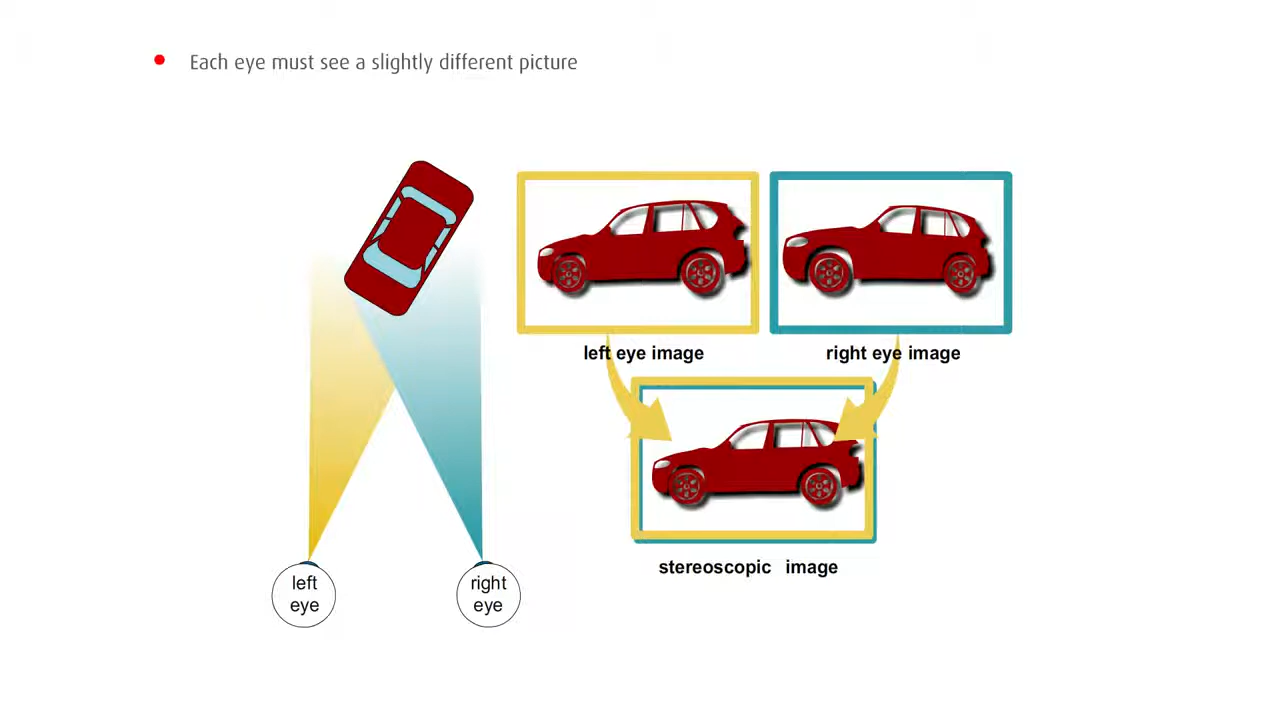 Each eye must see a slightly different picture
left eye image
right eye image
stereoscopic image
left
eye
right
eye